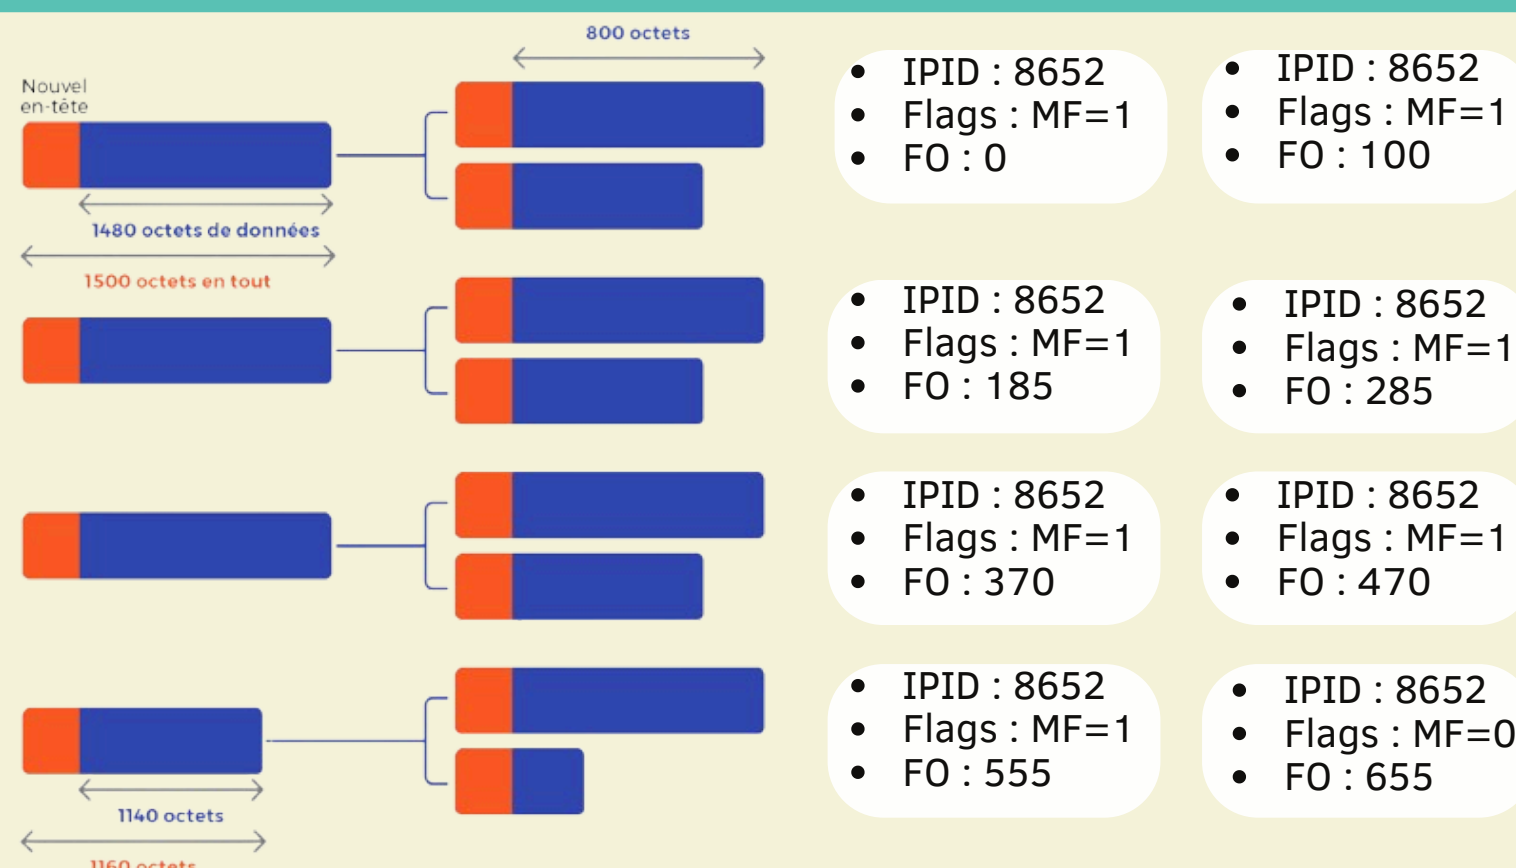 800 octets
Nouvel
en-tête
1480 octets de données
1500 octets en tout
• IPID : 8652
• Flags : MF=1
• FO : 0
• IPID : 8652
• Flags : MF=1
• FO : 100
• IPID : 8652
• Flags : MF=1
• FO : 185
• IPID : 8652
• Flags : MF=1
• FO : 285
• IPID : 8652
• Flags : MF=1
• FO : 370
• IPID : 8652
• Flags : MF=1
• FO : 470
• IPID : 8652
• Flags : MF=1
• FO : 555
• IPID : 8652
• Flags : MF=0
• FO : 655
1140 octets
1160 octets